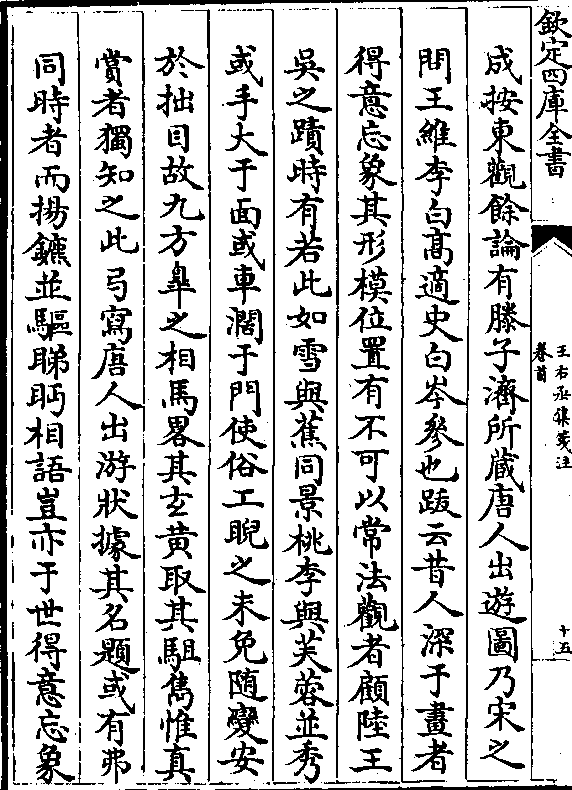 欽定四庫全書
王右丞集箋注
卷首
十五
成按東觀餘論有滕子濟所蔵唐人出遊圖乃宋之
問王維李白高適史白岑參也跋云昔人深于畫者
得意忘象其形模位置有不可以常法觀者顧陸王
吳之蹟時有若此如雪與蕉同景桃李與芙蓉並秀
或手大于面或車濶于門使俗工睨之未免隨變安
於拙目故九方臯之相馬畧其𤣥黄取其駔雋惟真
賞者獨知之此弓寫唐人出游狀據其名題或有弗
同時者而揚鑣並驅睇眄相語豈亦于世得意忘象